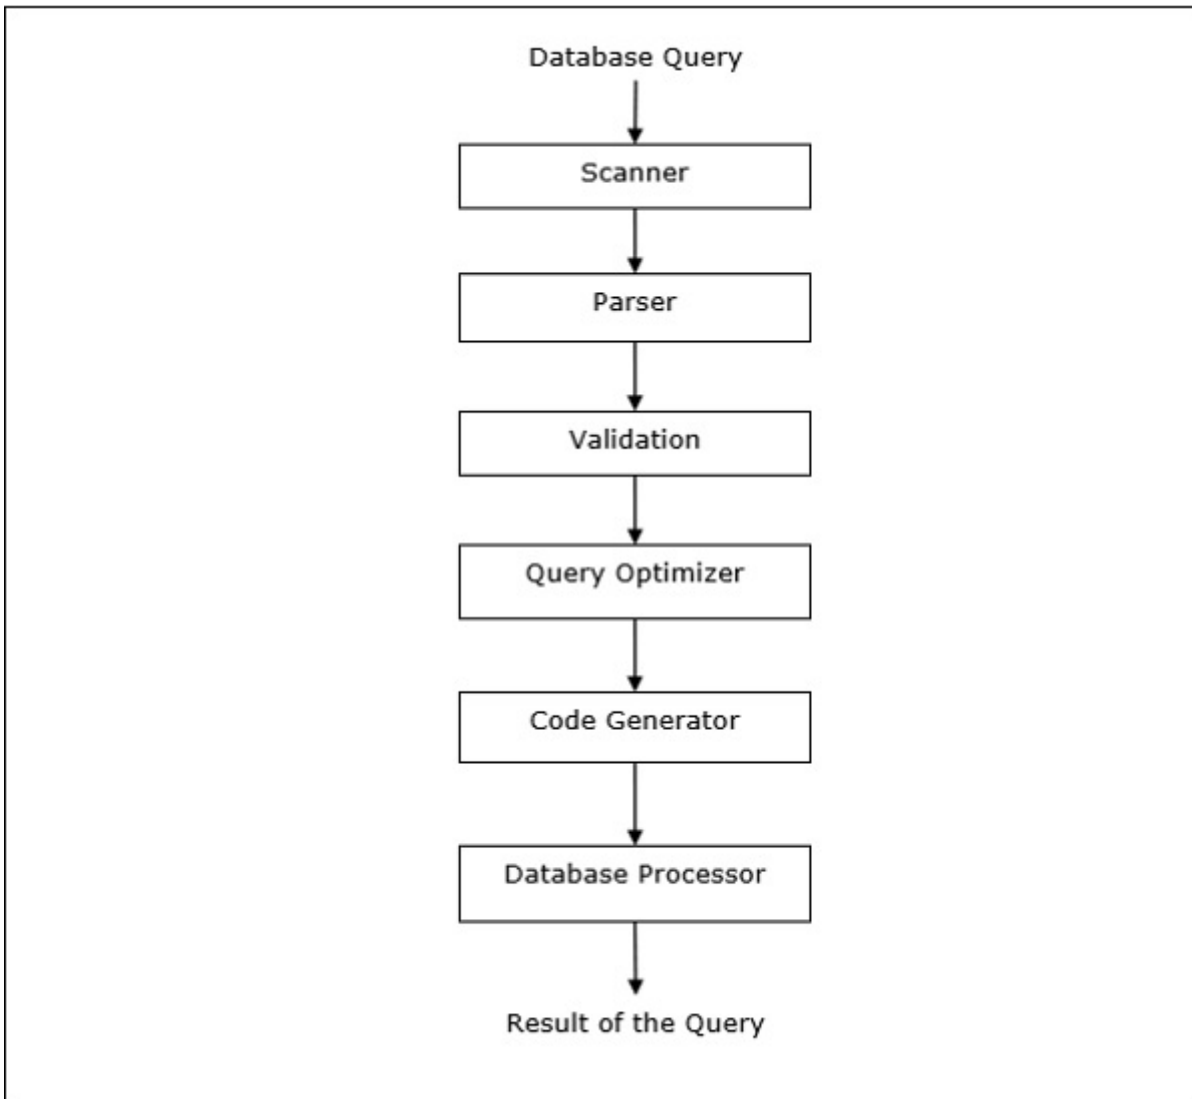 Database Query
Scanner
Parser
Validation
Query Optimizer
Code Generator
Database Processor
Result of the Query